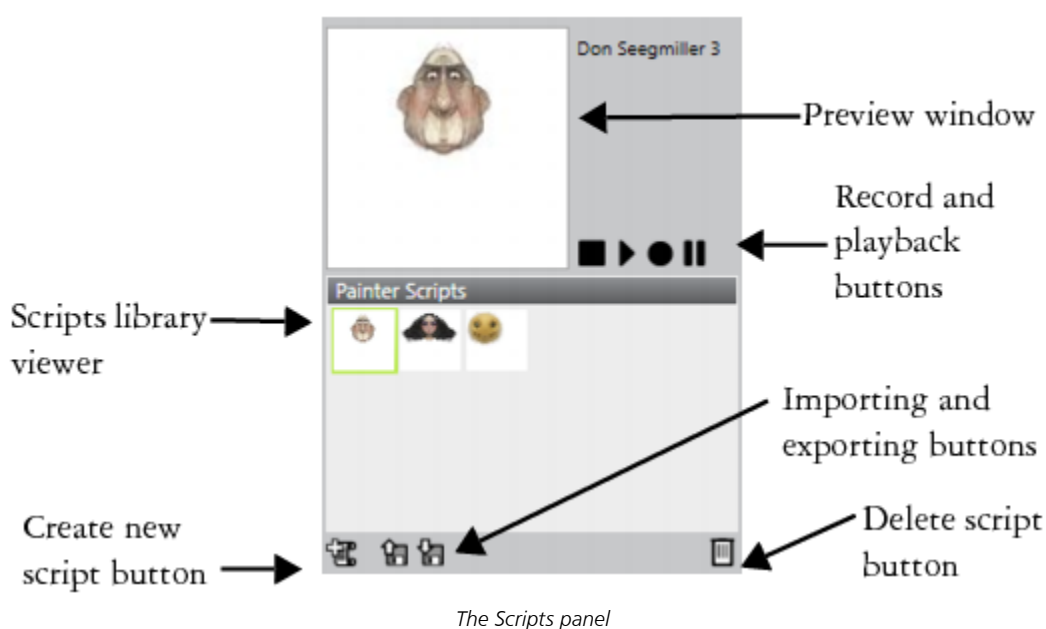 Don Seegmiller 3
Preview window
Record and
playback
buttons
Painter Scripts
Scripts library
viewer
Importing and
exporting buttons
Create new
script button
Delete script
button
The Scripts panel